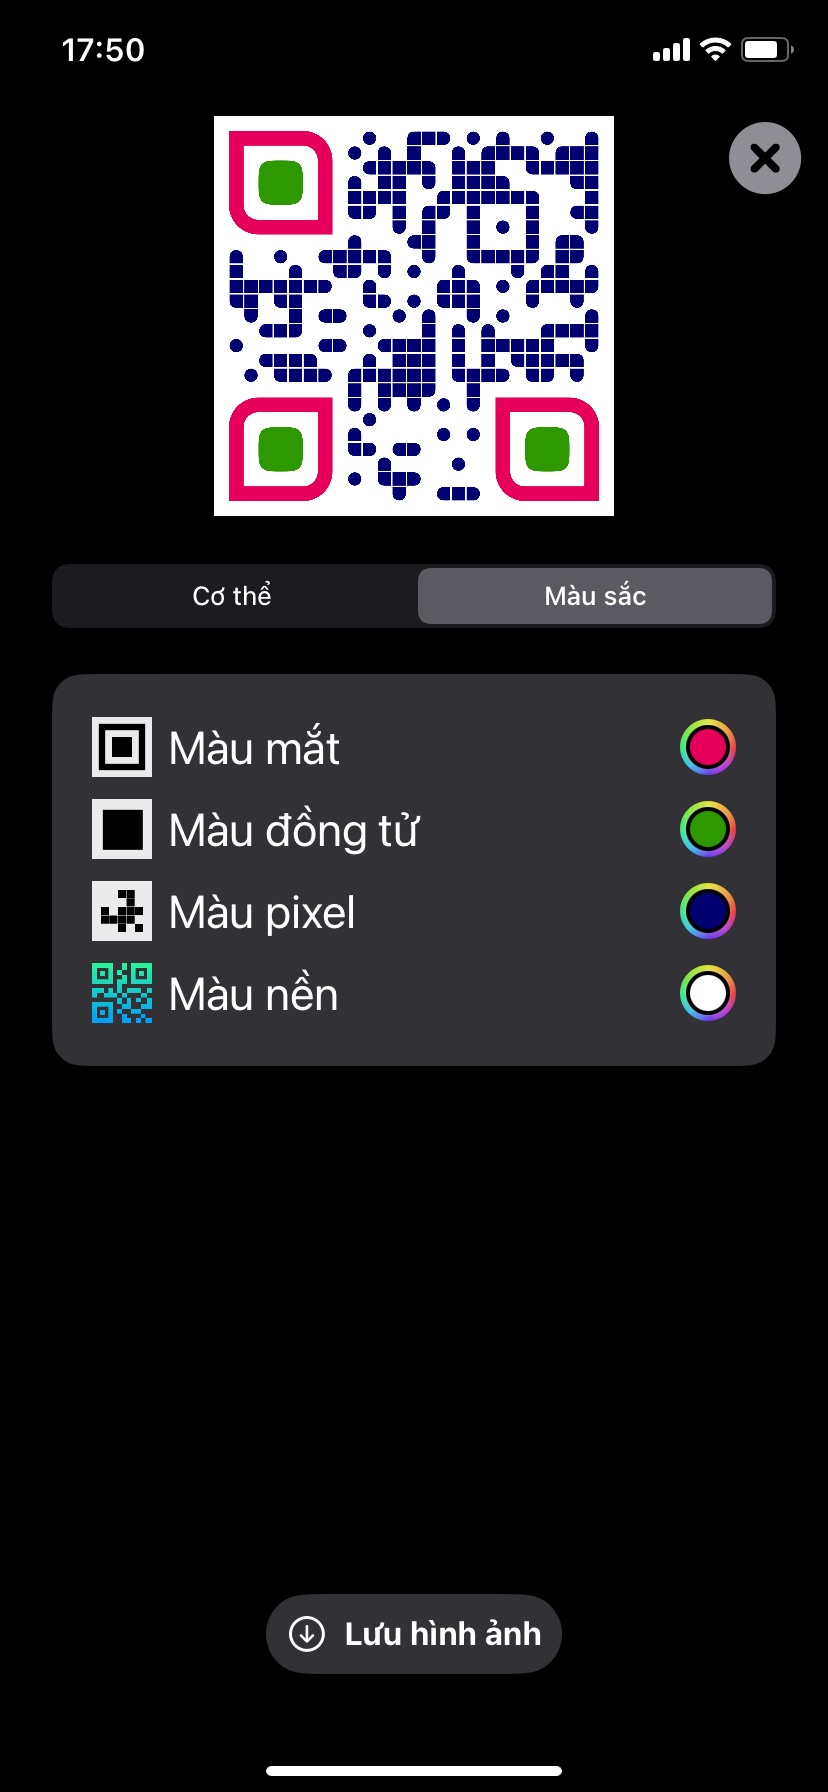 17:50
Cơ thể
Màu sắc
Màu mắt
Màu đồng tử
Màu pixel
Màu nền
Lưu hình ảnh